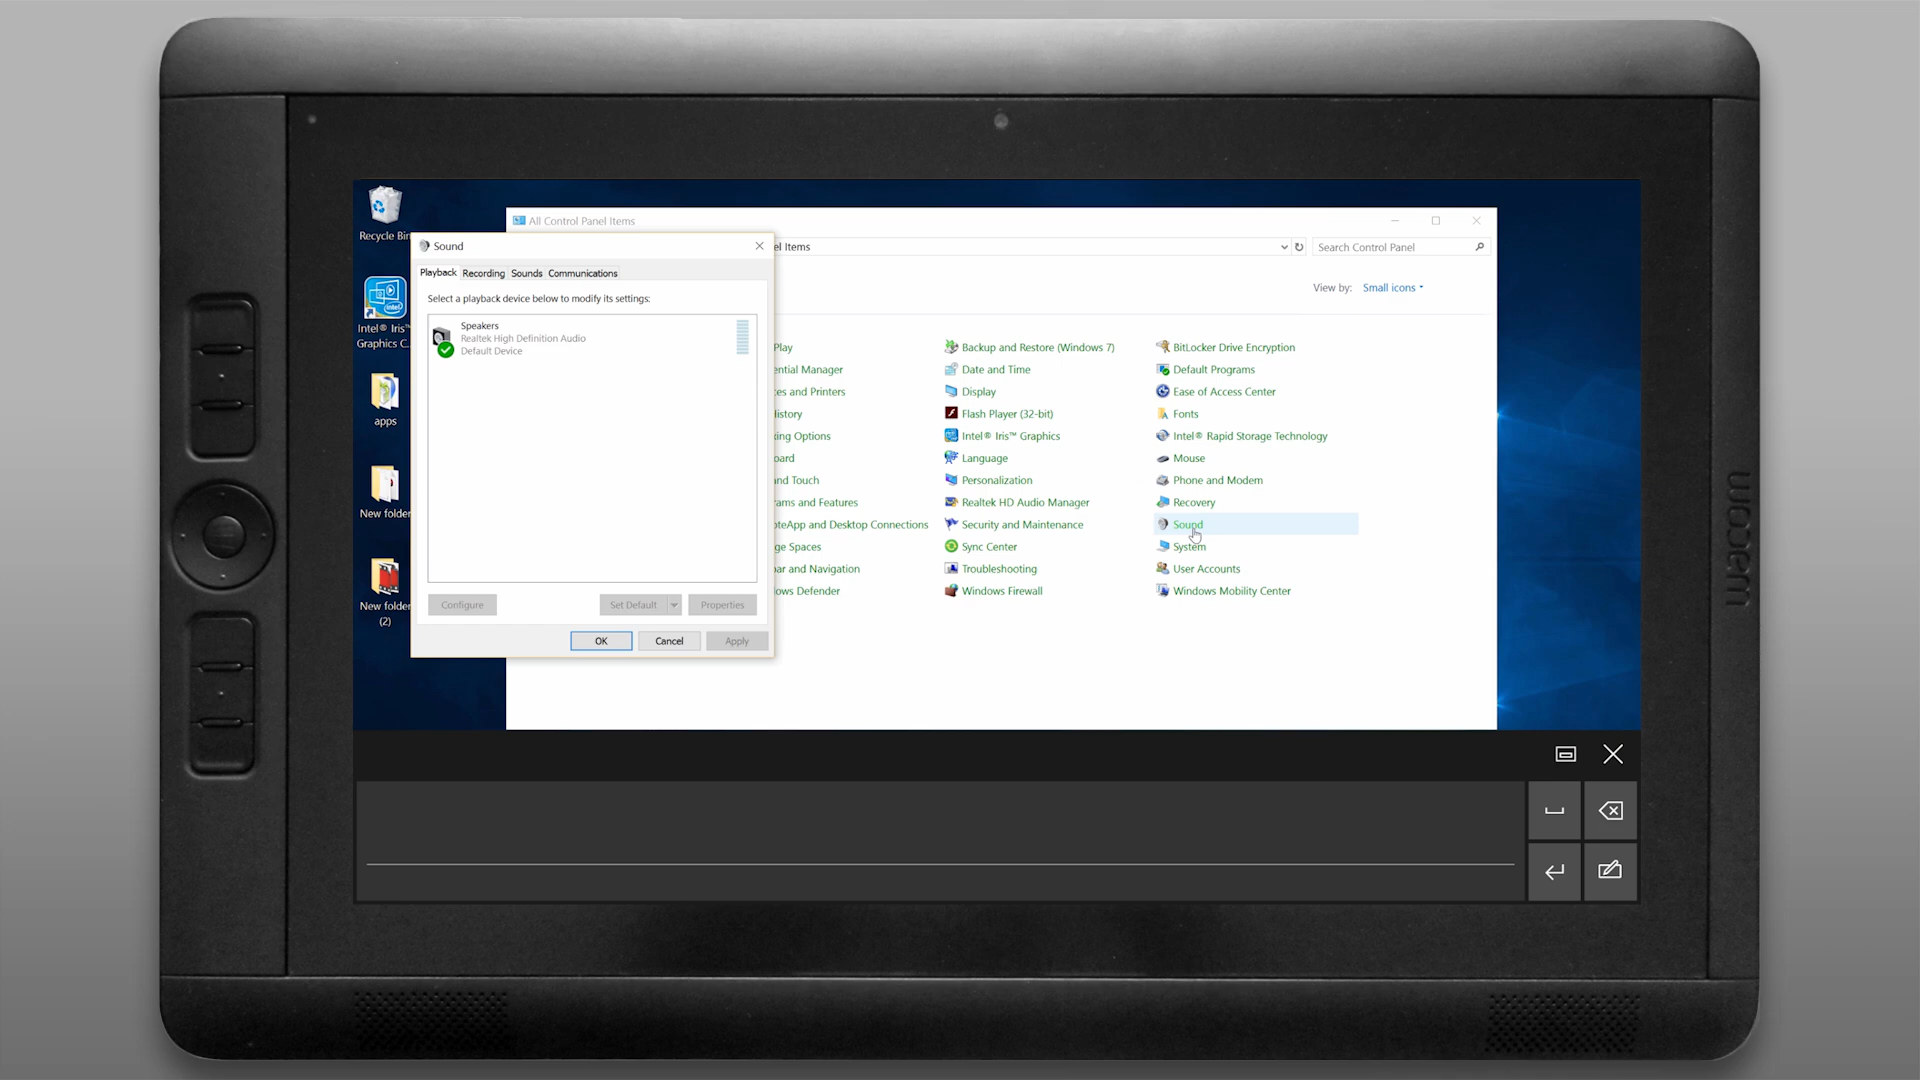 Recycle Bin
Intel® Iris™
Graphics C...
apps
New folder
New folder
(2)
All Control Panel Items
el Items
Search Control Panel
View by:
Small icons
Sound
Playback
Recording
Sounds
Communications
Select a playback device below to modify its settings:
Speakers
Realtek High Definition Audio
Default Device
Configure
Set Default
Properties
OK
Cancel
Apply
Play
Backup and Restore (Windows 7)
BitLocker Drive Encryption
ential Manager
Date and Time
Default Programs
es and Printers
Display
Ease of Access Center
History
Flash Player (32-bit)
Fonts
king Options
Intel® Iris™ Graphics
Intel® Rapid Storage Technology
oard
Language
Mouse
and Touch
Personalization
Phone and Modem
rams and Features
Realtek HD Audio Manager
Recovery
oteApp and Desktop Connections
Security and Maintenance
Sound
ge Spaces
Sync Center
System
ar and Navigation
Troubleshooting
User Accounts
ows Defender
Windows Firewall
Windows Mobility Center
wacom